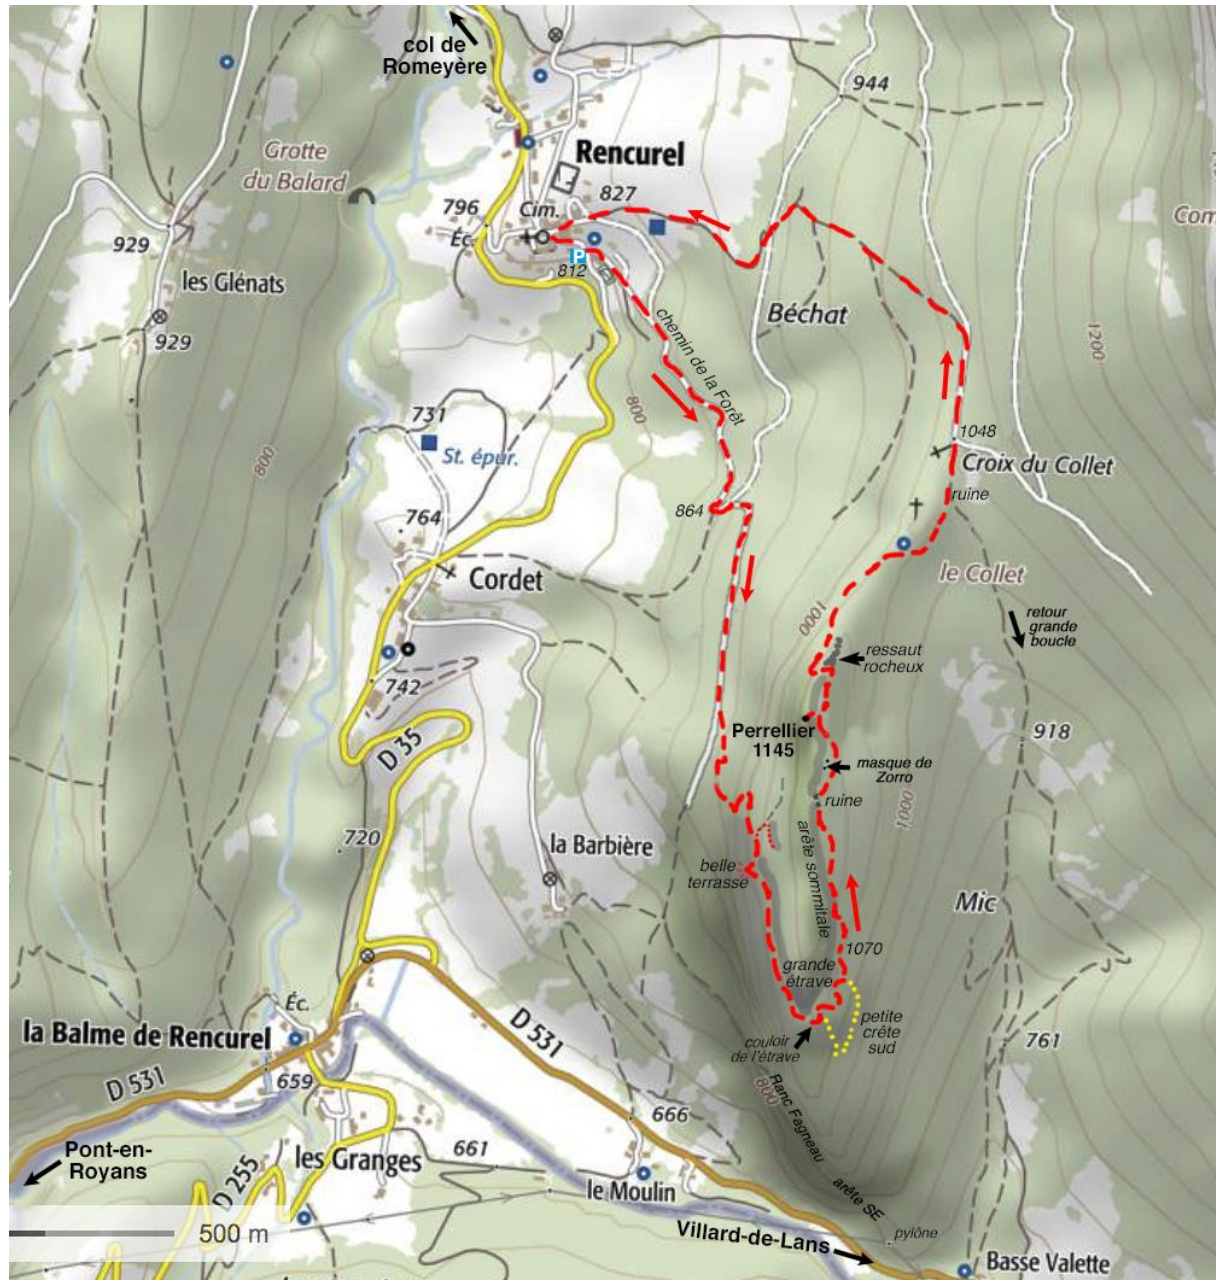 col de
Romeyère
944
Grotte
du Balard
Rencurel
827
Com
796
Cim.
Éc.
P
812
929
les Glénats
929
Béchat
chemin de la Forêt
1200
800
731
St. épur.
800
1048
Croix du Collet
ruine
864
764
Cordet
le Collet
1000
retour
grande
boucle
ressaut
rocheux
742
D 35
Perrellier
1145
918
masque de
Zorro
ruine
1000
720
la Barbière
arête sommitale
belle
terrasse
Mic
1070
grande
étrave
Éc.
petite
crête
sud
la Balme de Rencurel
D 531
couloir
de l'étrave
761
D 531
659
800
Ranc Fagneau
666
Pont-en-
Royans
les Granges
661
D 255
le Moulin
arête SE
500 m
Villard-de-Lans
pylône
Basse Valette